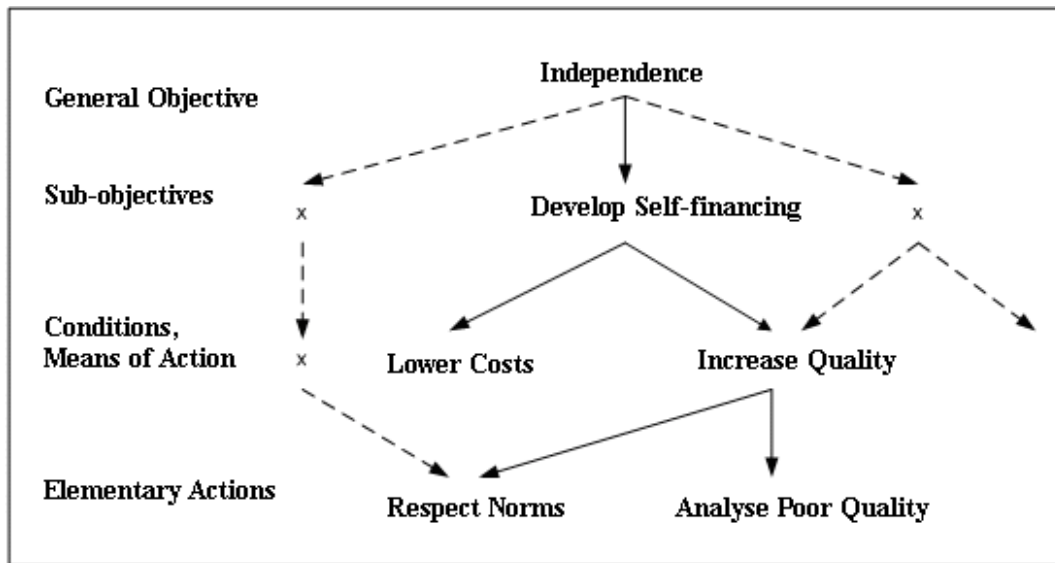 Independence
General Objective
Sub-objectives
x
Develop Self-financing
x
Conditions,
Means of Action
x
Lower Costs
Increase Quality
Elementary Actions
Respect Norms
Analyse Poor Quality